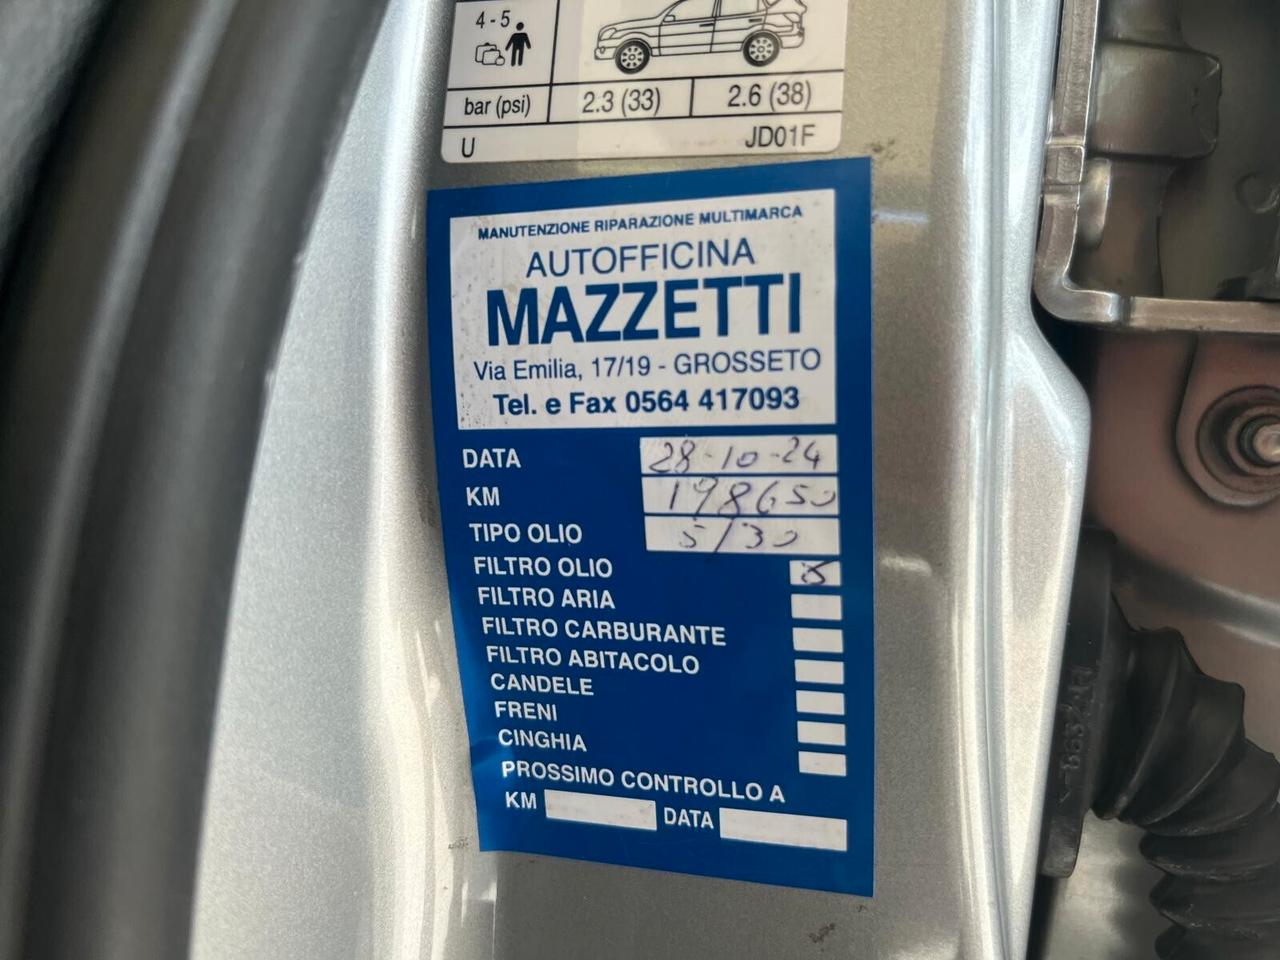 4 - 5
bar (psi) 2.3 (33) 2.6 (38)
U JD01F
MANUTENZIONE RIPARAZIONE MULTIMARCA
AUTOFFICINA
MAZZETTI
Via Emilia, 17/19 - GROSSETO
Tel. e Fax 0564 417093
DATA 28-10-24
KM 198650
TIPO OLIO 5/30
FILTRO OLIO
FILTRO ARIA
FILTRO CARBURANTE
FILTRO ABITACOLO
CANDELE
FRENI
CINGHIA
PROSSIMO CONTROLLO A
KM DATA